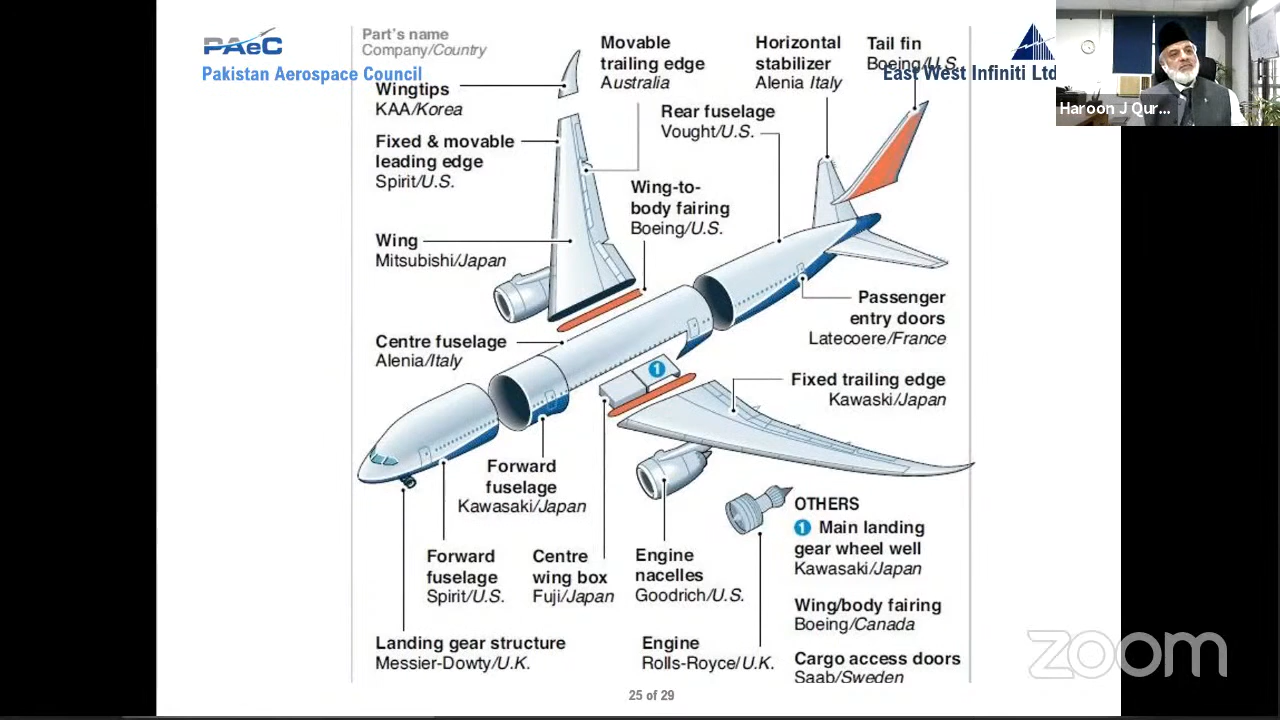 PAeC
Pakistan Aerospace Council
Part's name
Company/Country
East West Infiniti Ltd
Haroon J Qur...
Wingtips
KAA/Korea
Fixed & movable
leading edge
Spirit/U.S.
Wing
Mitsubishi/Japan
Centre fuselage
Alenia/Italy
Movable
trailing edge
Australia
Rear fuselage
Vought/U.S.
Wing-to-
body fairing
Boeing/U.S.
Horizontal
stabilizer
Alenia Italy
Tail fin
Boeing/U.S.
Passenger
entry doors
Latecoere/France
Fixed trailing edge
Kawaski/Japan
1
Forward
fuselage
Kawasaki/Japan
Forward
fuselage
Spirit/U.S.
Centre
wing box
Fuji/Japan
Engine
nacelles
Goodrich/U.S.
Landing gear structure
Messier-Dowty/U.K.
Engine
Rolls-Royce/U.K.
OTHERS
1 Main landing
gear wheel well
Kawasaki/Japan
Wing/body fairing
Boeing/Canada
Cargo access doors
Saab/Sweden
25 of 29
zoom